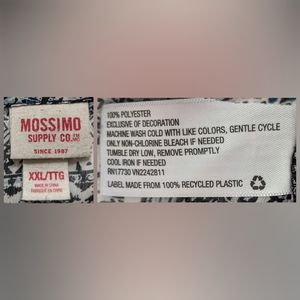 MOSSIMO
SUPPLY CO.
SINCE 1987
XXL/TTG
MADE IN CHINA
FABRIQUÉ EN CHINE
100% POLYESTER
EXCLUSIVE OF DECORATION
MACHINE WASH COLD WITH LIKE COLORS, GENTLE CYCLE
ONLY NON-CHLORINE BLEACH IF NEEDED
TUMBLE DRY LOW, REMOVE PROMPTLY
COOL IRON IF NEEDED
RN17730 VN2242811
LABEL MADE FROM 100% RECYCLED PLASTIC